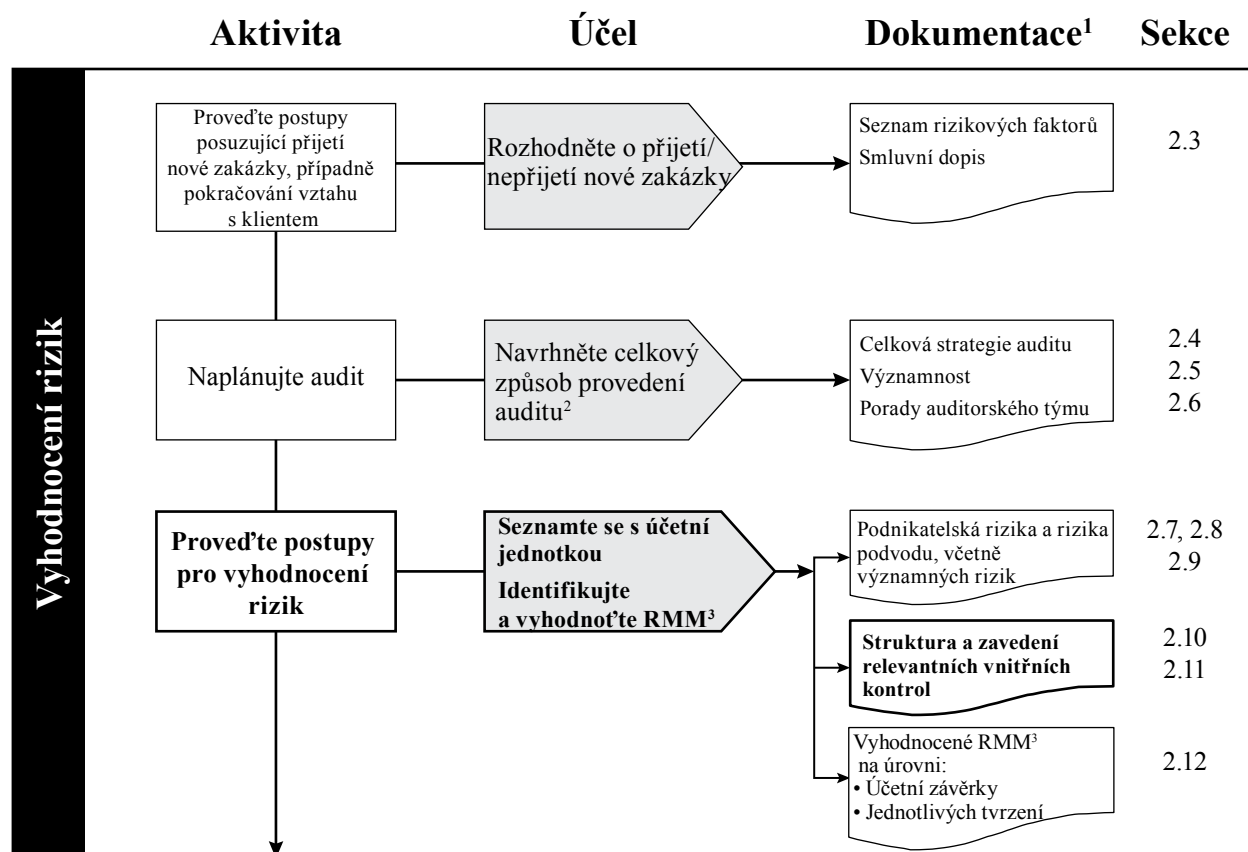 Aktivita Účel Dokumentace¹ Sekce
Vyhodnocení rizik
Proveďte postupy
posuzující přijetí
nové zakázky, případně
pokračování vztahu
s klientem
Rozhodněte o přijetí/
nepřijetí nové zakázky
Seznam rizikových faktorů
Smluvní dopis
2.3
Naplánujte audit
Navrhněte celkový
způsob provedení
auditu²
Celková strategie auditu
Významnost
Porady auditorského týmu
2.4
2.5
2.6
Proveďte postupy
pro vyhodnocení
rizik
Seznamte se s účetní
jednotkou
Identifikujte
a vyhodnoťte RMM³
Podnikatelská rizika a rizika
podvodu, včetně
významných rizik
2.7, 2.8
2.9
Struktura a zavedení
relevantních vnitřních
kontrol
2.10
2.11
Vyhodnocené RMM³
na úrovni:
• Účetní závěrky
• Jednotlivých tvrzení
2.12